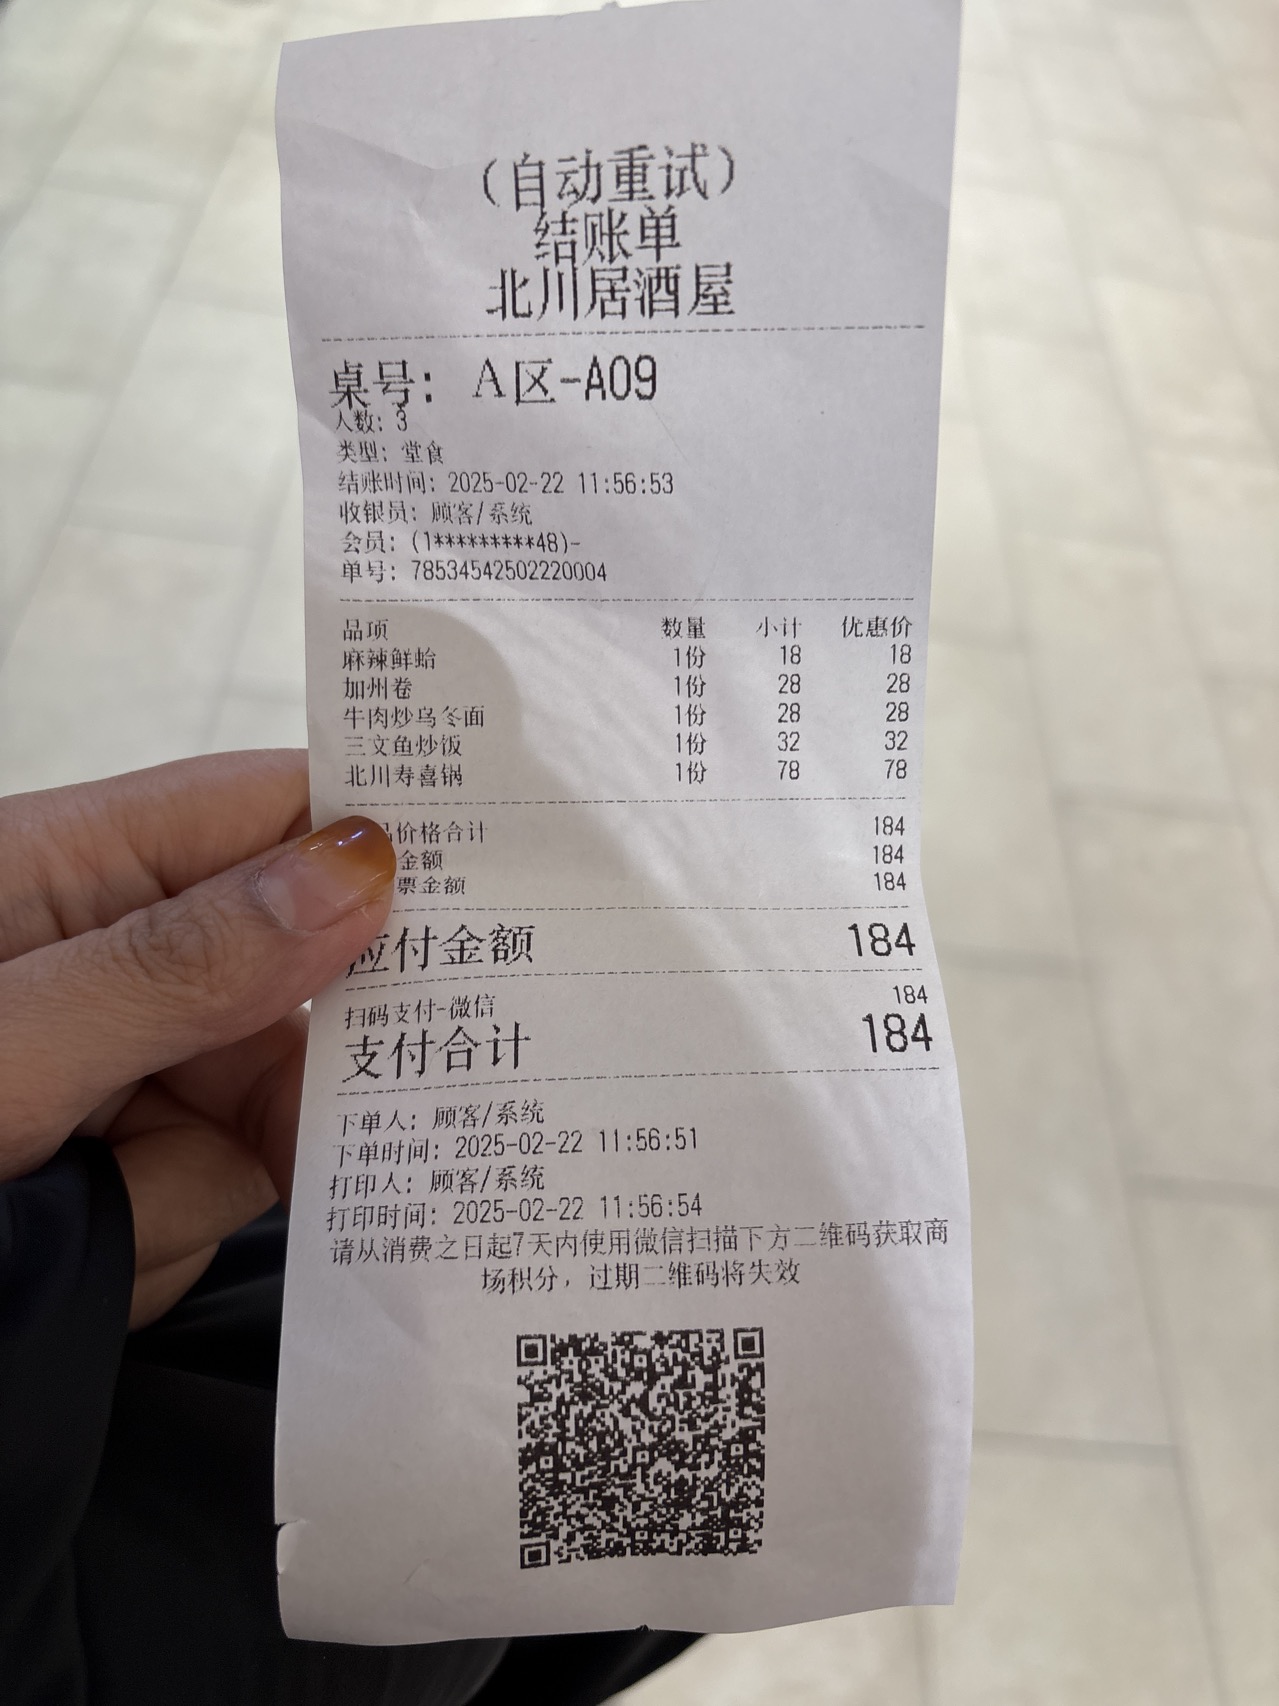 （自动重试）
结账单
北川居酒屋
桌号： A区-A09
人数：3
类型：堂食
结账时间：2025-02-22 11:56:53
收银员：顾客/系统
会员：(1*********48)-
单号：78534542502220004
品项 数量 小计 优惠价
麻辣鲜蛤 1份 18 18
加州卷 1份 28 28
牛肉炒乌冬面 1份 28 28
三文鱼炒饭 1份 32 32
北川寿喜锅 1份 78 78
品价格合计 184
金额 184
票金额 184
应付金额 184
扫码支付-微信 184
支付合计 184
下单人：顾客/系统
下单时间：2025-02-22 11:56:51
打印人：顾客/系统
打印时间：2025-02-22 11:56:54
请从消费之日起7天内使用微信扫描下方二维码获取商
场积分，过期二维码将失效